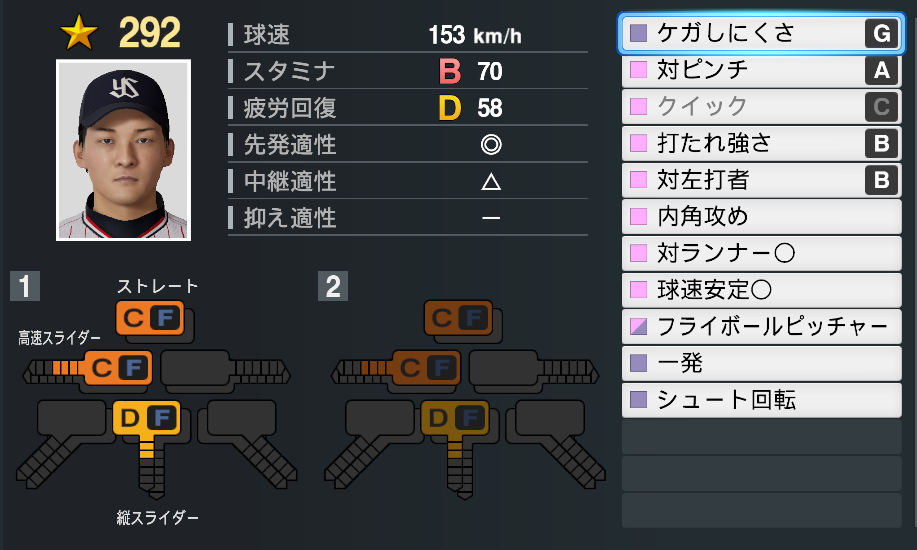 292
球速 153 km/h
スタミナ B 70
疲労回復 D 58
先発適性 ◎
中継適性 △
抑え適性 ー
YS
1
ストレート
C F
高速スライダー
C F
D F
縦スライダー
2
C F
C F
D F
ケガしにくさ G
対ピンチ A
クイック C
打たれ強さ B
対左打者 B
内角攻め
対ランナー〇
球速安定〇
フライボールピッチャー
一発
シュート回転